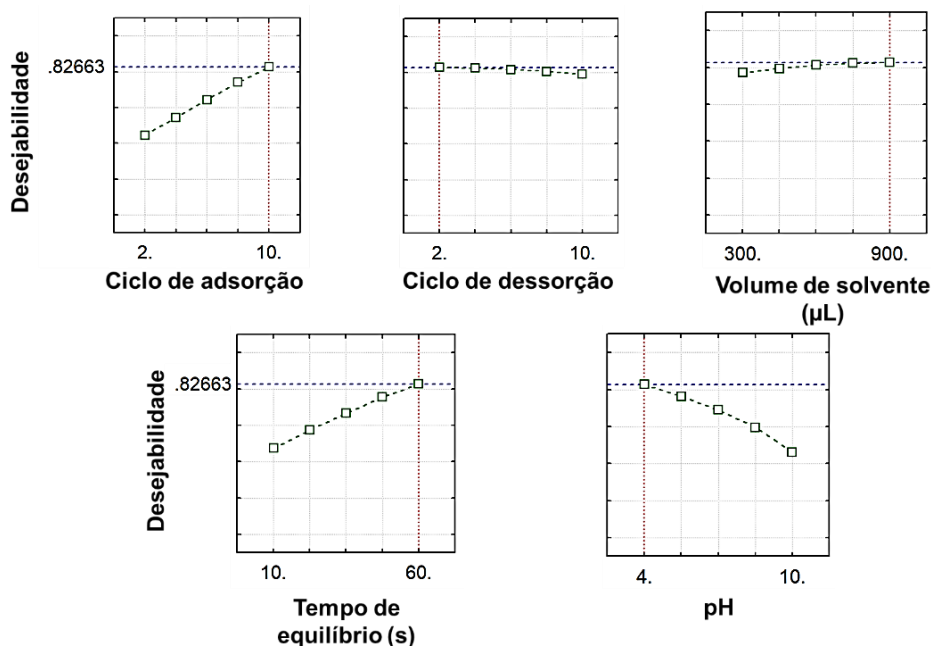 Desejabilidade
.82663
2. 10.
Ciclo de adsorção
2. 10.
Ciclo de dessorção
300. 900.
Volume de solvente
(µL)
Desejabilidade
.82663
10. 60.
Tempo de
equilíbrio (s)
4. 10.
pH